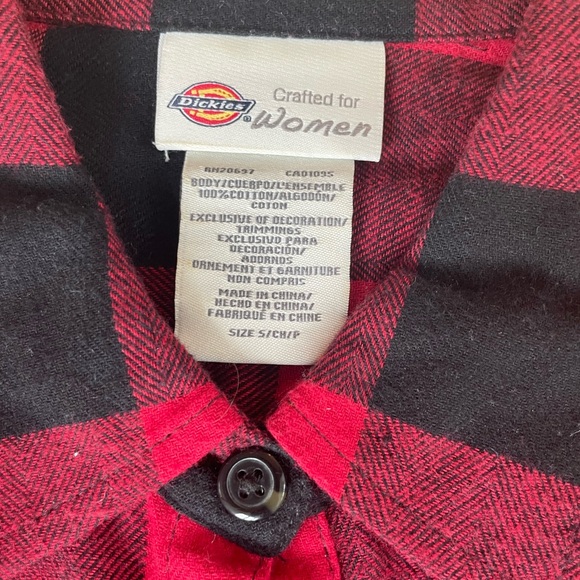 Dickies
®
Crafted for
Women
RN20697 CA01095
BODY/CUERPO/L'ENSEMBLE
100%COTTON/ALGODÓN/
COTON
EXCLUSIVE OF DECORATION/
TRIMMINGS
EXCLUSIVO PARA
DECORACIÓN/
ADORNOS
ORNEMENT ET GARNITURE
NON COMPRIS
MADE IN CHINA/
HECHO EN CHINA/
FABRIQUÉ EN CHINE
SIZE S/CH/P